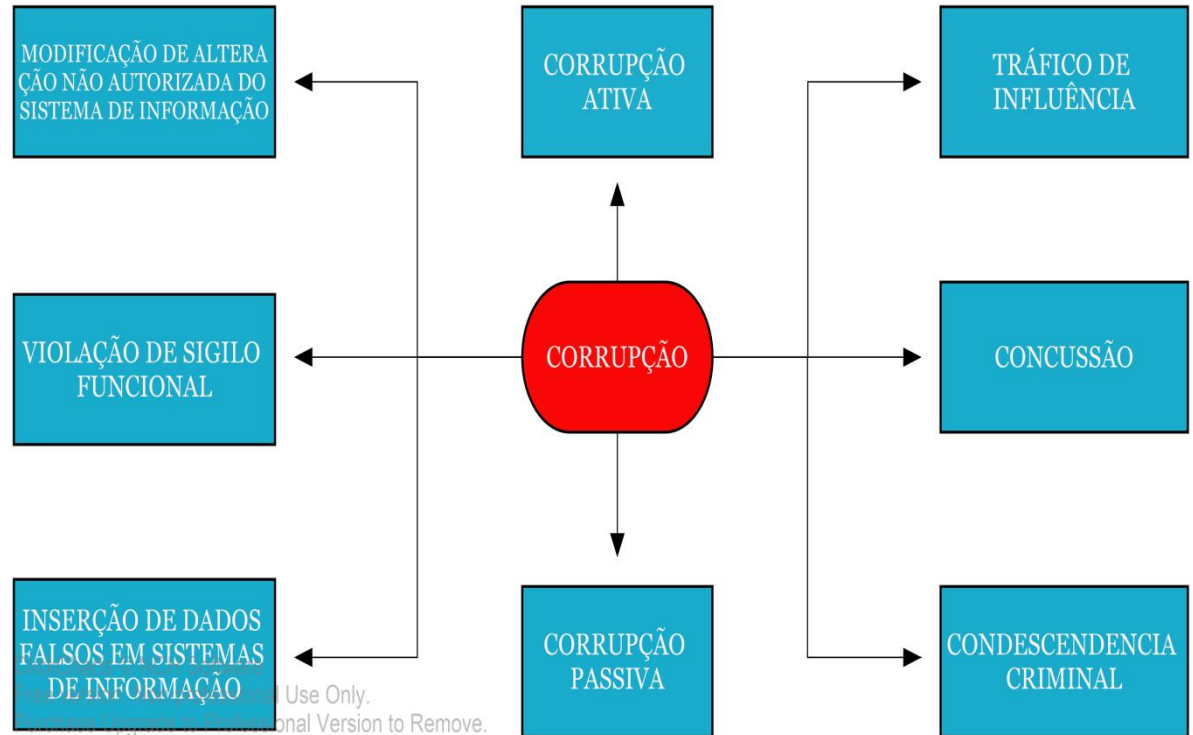 MODIFICAÇÃO DE ALTERA
ÇÃO NÃO AUTORIZADA DO
SISTEMA DE INFORMAÇÃO
CORRUPÇÃO
ATIVA
TRÁFICO DE
INFLUÊNCIA
VIOLAÇÃO DE SIGILO
FUNCIONAL
CORRUPÇÃO
CONCUSSÃO
INSERÇÃO DE DADOS
FALSOS EM SISTEMAS
DE INFORMAÇÃO
CORRUPÇÃO
PASSIVA
CONDESCENDENCIA
CRIMINAL
Use Only.
Version to Remove.